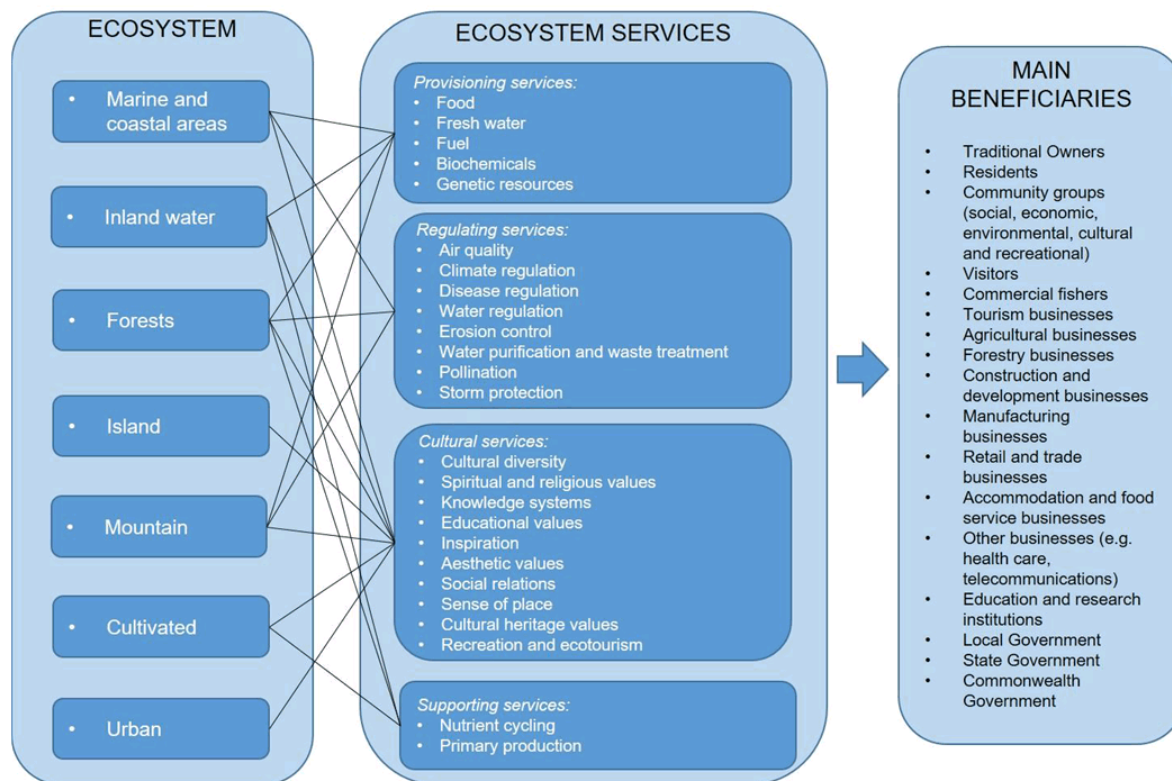 ECOSYSTEM
• Marine and
coastal areas
• Inland water
• Forests
• Island
• Mountain
• Cultivated
• Urban
ECOSYSTEM SERVICES
Provisioning services:
• Food
• Fresh water
• Fuel
• Biochemicals
• Genetic resources
Regulating services:
• Air quality
• Climate regulation
• Disease regulation
• Water regulation
• Erosion control
• Water purification and waste treatment
• Pollination
• Storm protection
Cultural services:
• Cultural diversity
• Spiritual and religious values
• Knowledge systems
• Educational values
• Inspiration
• Aesthetic values
• Social relations
• Sense of place
• Cultural heritage values
• Recreation and ecotourism
Supporting services:
• Nutrient cycling
• Primary production
MAIN
BENEFICIARIES
• Traditional Owners
• Residents
• Community groups
(social, economic,
environmental, cultural
and recreational)
• Visitors
• Commercial fishers
• Tourism businesses
• Agricultural businesses
• Forestry businesses
• Construction and
development businesses
• Manufacturing
businesses
• Retail and trade
businesses
• Accommodation and food
service businesses
• Other businesses (e.g.
health care,
telecommunications)
• Education and research
institutions
• Local Government
• State Government
• Commonwealth
Government